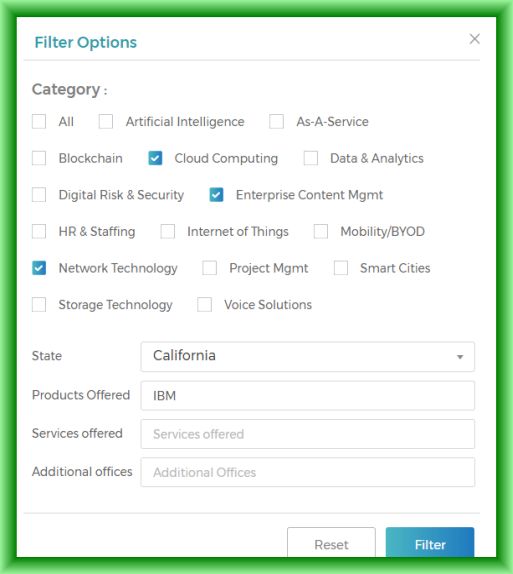 Filter Options
Category :
All Artificial Intelligence As-A-Service
Blockchain Cloud Computing Data & Analytics
Digital Risk & Security Enterprise Content Mgmt
HR & Staffing Internet of Things Mobility/BYOD
Network Technology Project Mgmt Smart Cities
Storage Technology Voice Solutions
State California
Products Offered IBM
Services offered Services offered
Additional offices Additional Offices
Reset Filter